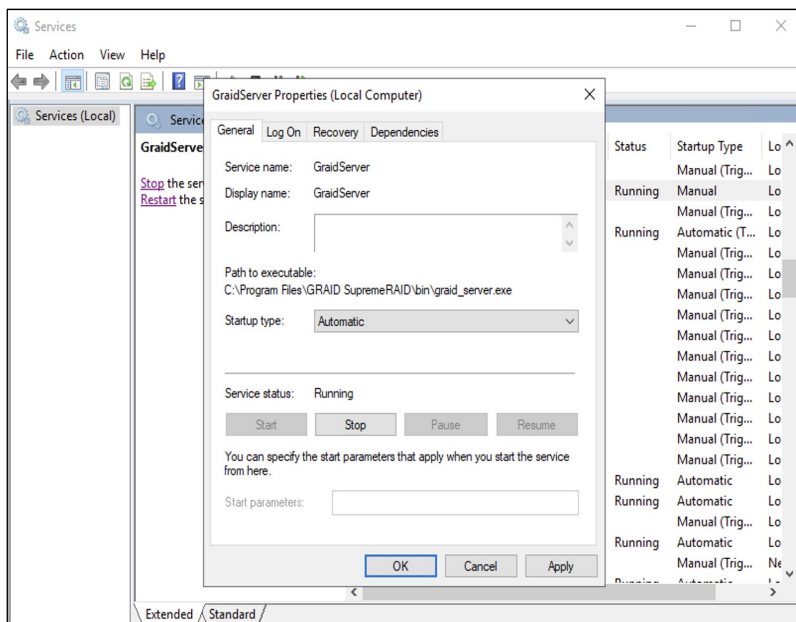 Services
File Action View Help
Services (Local)
Service
GraidServe
Stop the ser
Restart the s
GraidServer Properties (Local Computer)
General Log On Recovery Dependencies
Service name: GraidServer
Display name: GraidServer
Description:
Path to executable:
C:\Program Files\GRAID SupremeRAID\bin\graid_server.exe
Startup type: Automatic
Service status: Running
Start Stop Pause Resume
You can specify the start parameters that apply when you start the service
from here.
Start parameters:
OK Cancel Apply
Status Startup Type Lo
Manual (Trig... Lo
Running Manual Lo
Manual (Trig... Lo
Running Automatic (T... Lo
Manual (Trig... Lo
Manual (Trig... Lo
Manual (Trig... Lo
Manual (Trig... Lo
Manual (Trig... Lo
Manual (Trig... Lo
Manual (Trig... Lo
Manual (Trig... Lo
Manual (Trig... Lo
Manual (Trig... Lo
Manual (Trig... Lo
Running Automatic Lo
Running Automatic Lo
Manual (Trig... Lo
Running Automatic Lo
Manual (Trig... Ne
Extended Standard